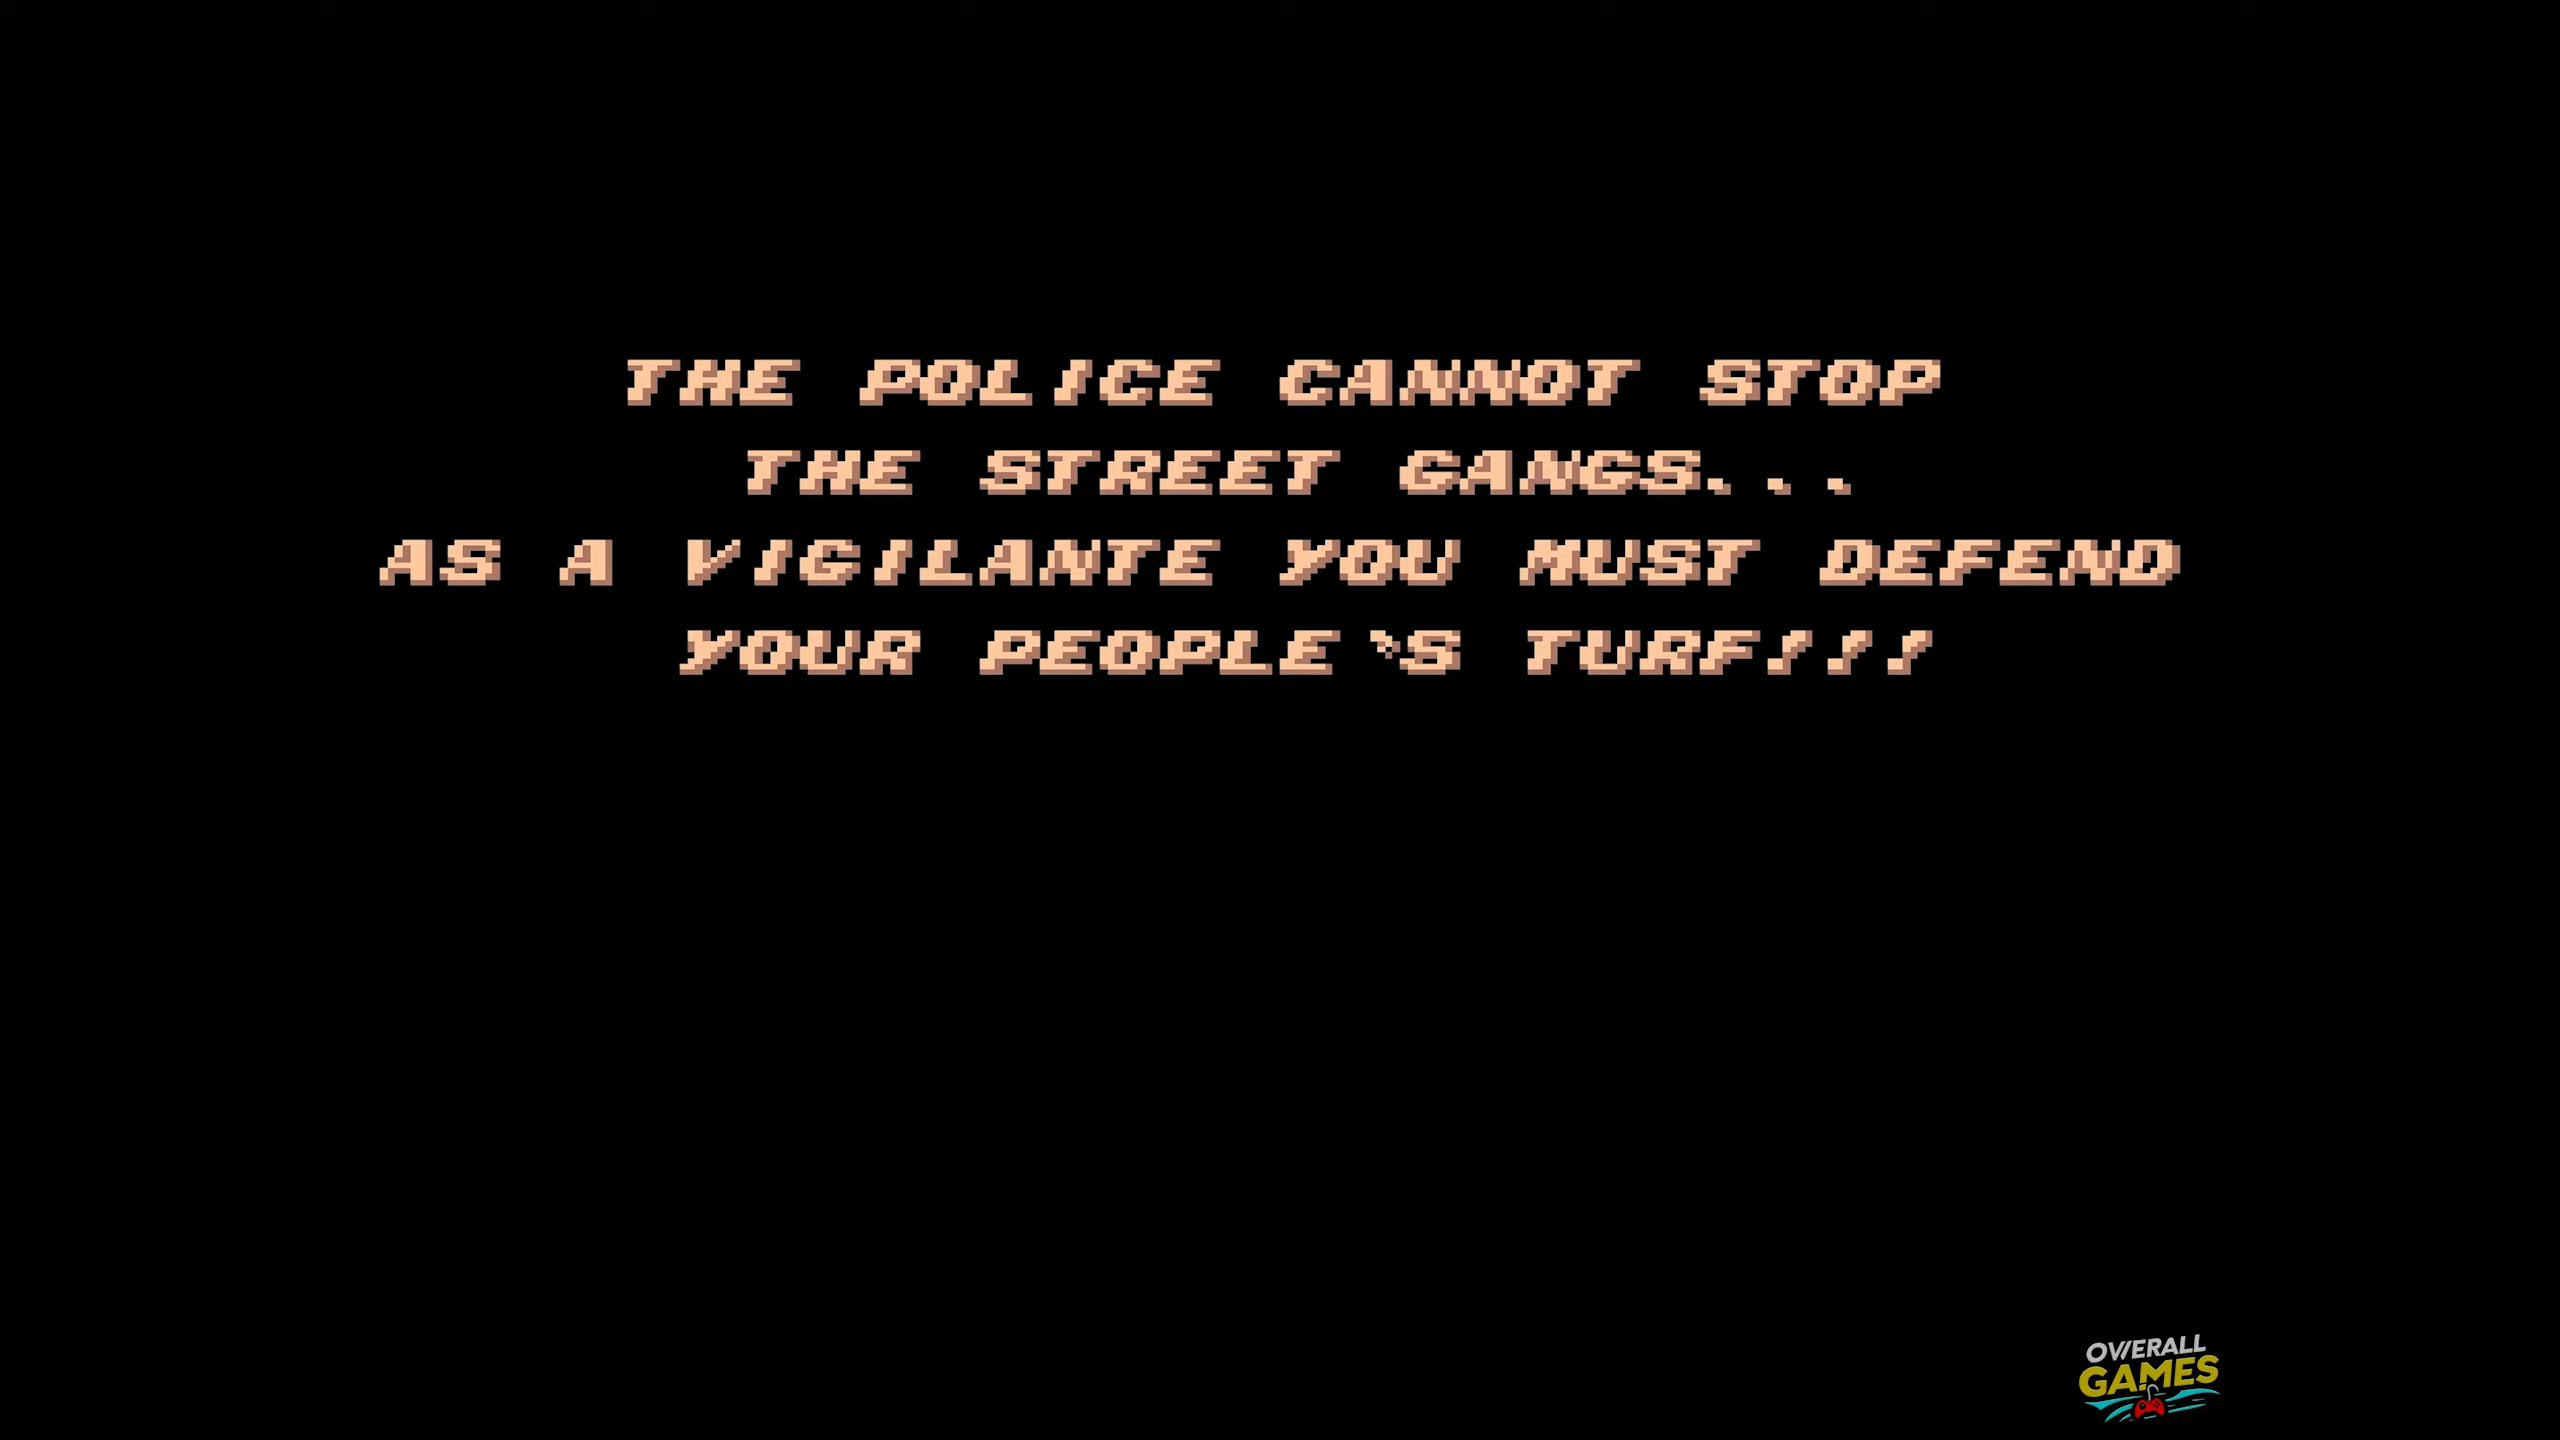 THE POLICE CANNOT STOP
THE STREET GANGS...
AS A VIGILANTE YOU MUST DEFEND
YOUR PEOPLE`S TURF!!!
OVERALL
GAMES